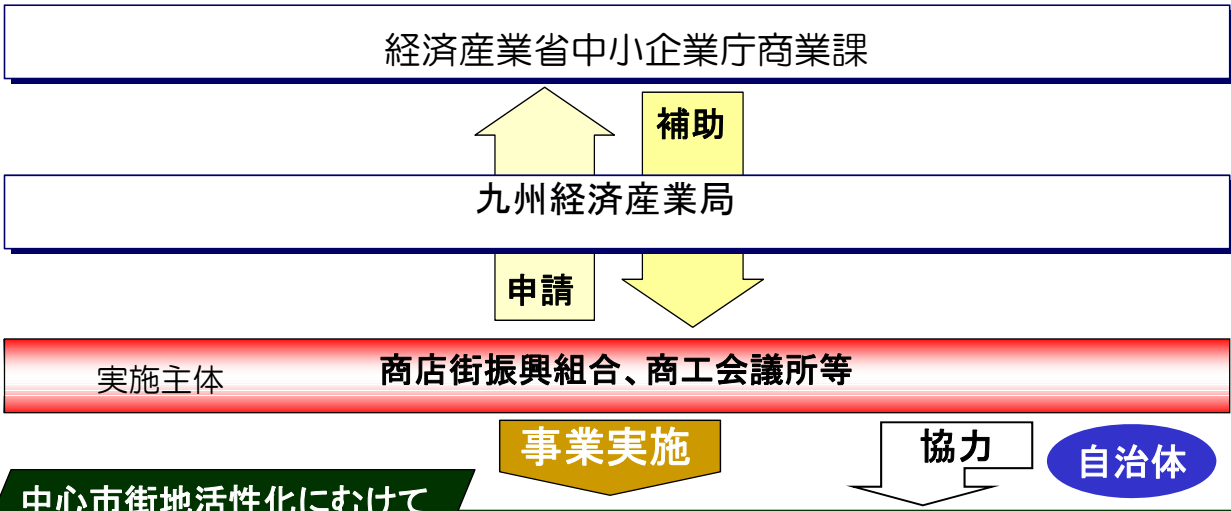 経済産業省中小企業庁商業課
補助
九州経済産業局
申請
実施主体 商店街振興組合、商工会議所等
事業実施
協力
自治体
中心市街地活性化にむけて